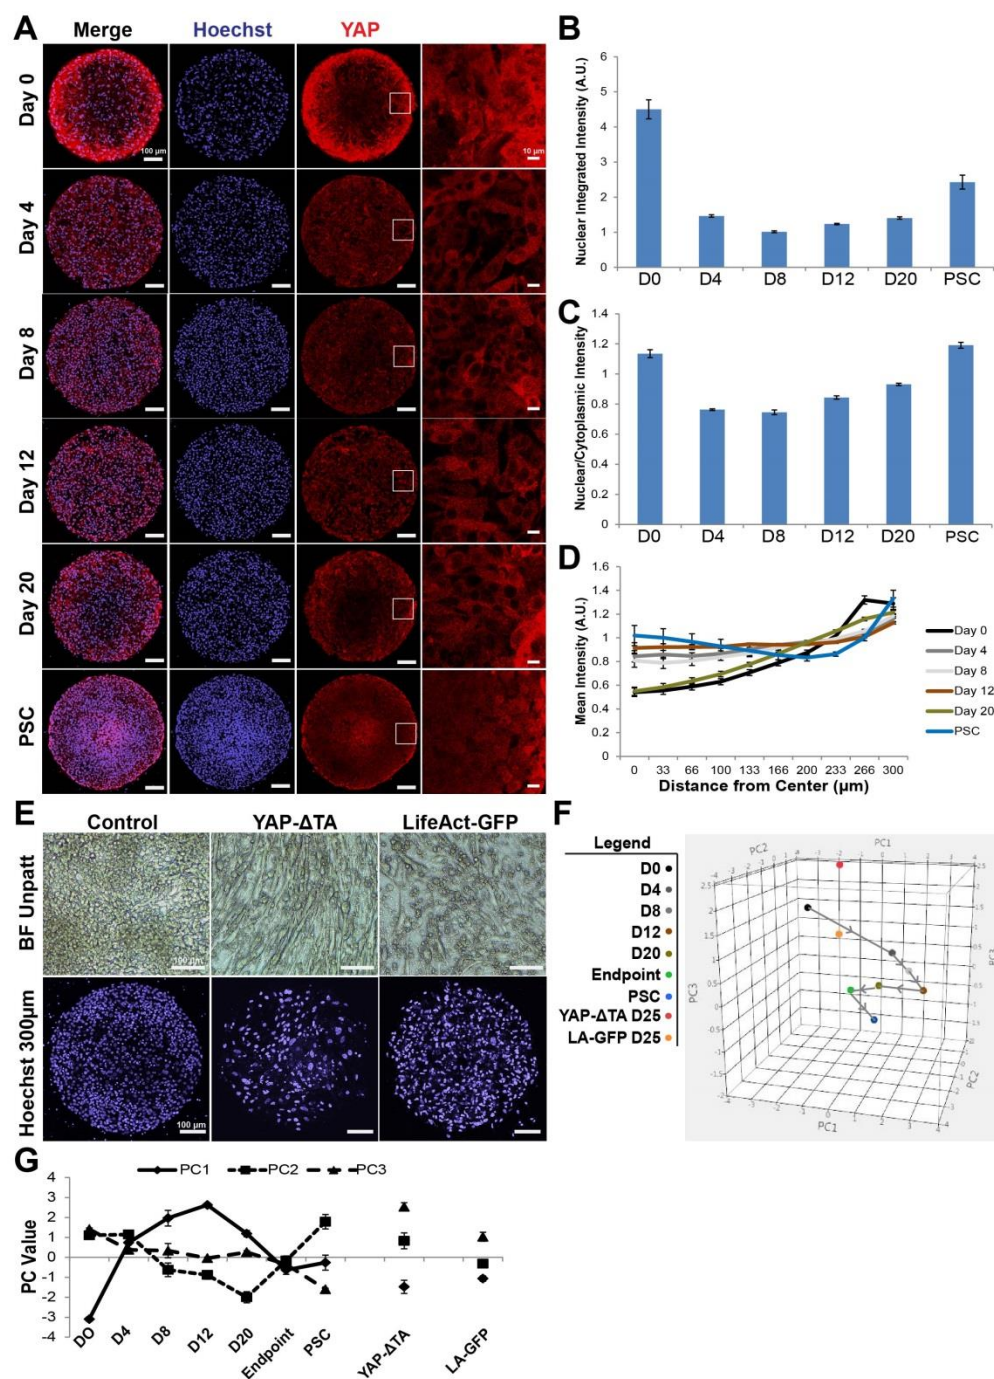 A
Merge Hoechst YAP
Day 0
100 µm
10 µm
Day 4
Day 8
Day 12
Day 20
PSC
B
Nuclear Integrated Intensity (A.U.)
6
5
4
3
2
1
0
D0 D4 D8 D12 D20 PSC
C
Nuclear/Cytoplasmic Intensity
1.4
1.2
1
0.8
0.6
0.4
0.2
0
D0 D4 D8 D12 D20 PSC
D
Mean Intensity (A.U.)
1.6
1.4
1.2
1
0.8
0.6
0.4
0.2
0
0 33 66 100 133 166 200 233 266 300
Distance from Center (µm)
Day 0
Day 4
Day 8
Day 12
Day 20
PSC
E
Control YAP-ΔTA LifeAct-GFP
BF Unpatt
100 µm
Hoechst 300µm
100 µm
F
Legend
D0
D4
D8
D12
D20
Endpoint
PSC
YAP-ΔTA D25
LA-GFP D25
PC2
PC1
PC3
PC2
PC1
G
PC1 PC2 PC3
PC Value
4
3
2
1
0
-1
-2
-3
-4
DO D4 D8 D12 D20 Endpoint PSC YAP-ΔTA LA-GFP